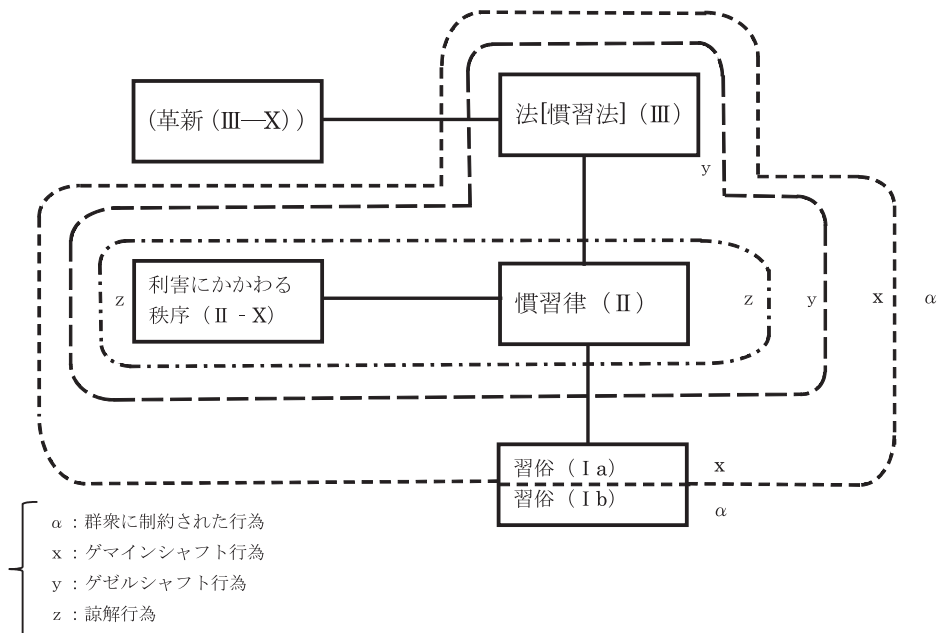 (革新(Ⅲ—X))
法[慣習法](Ⅲ)
y
利害にかかわる
秩序(Ⅱ - X)
z
慣習律(Ⅱ)
z
y
x
α
習俗(Ⅰa)
x
習俗(Ⅰb)
α
α:群衆に制約された行為
x:ゲマインシャフト行為
y:ゲゼルシャフト行為
z:諒解行為